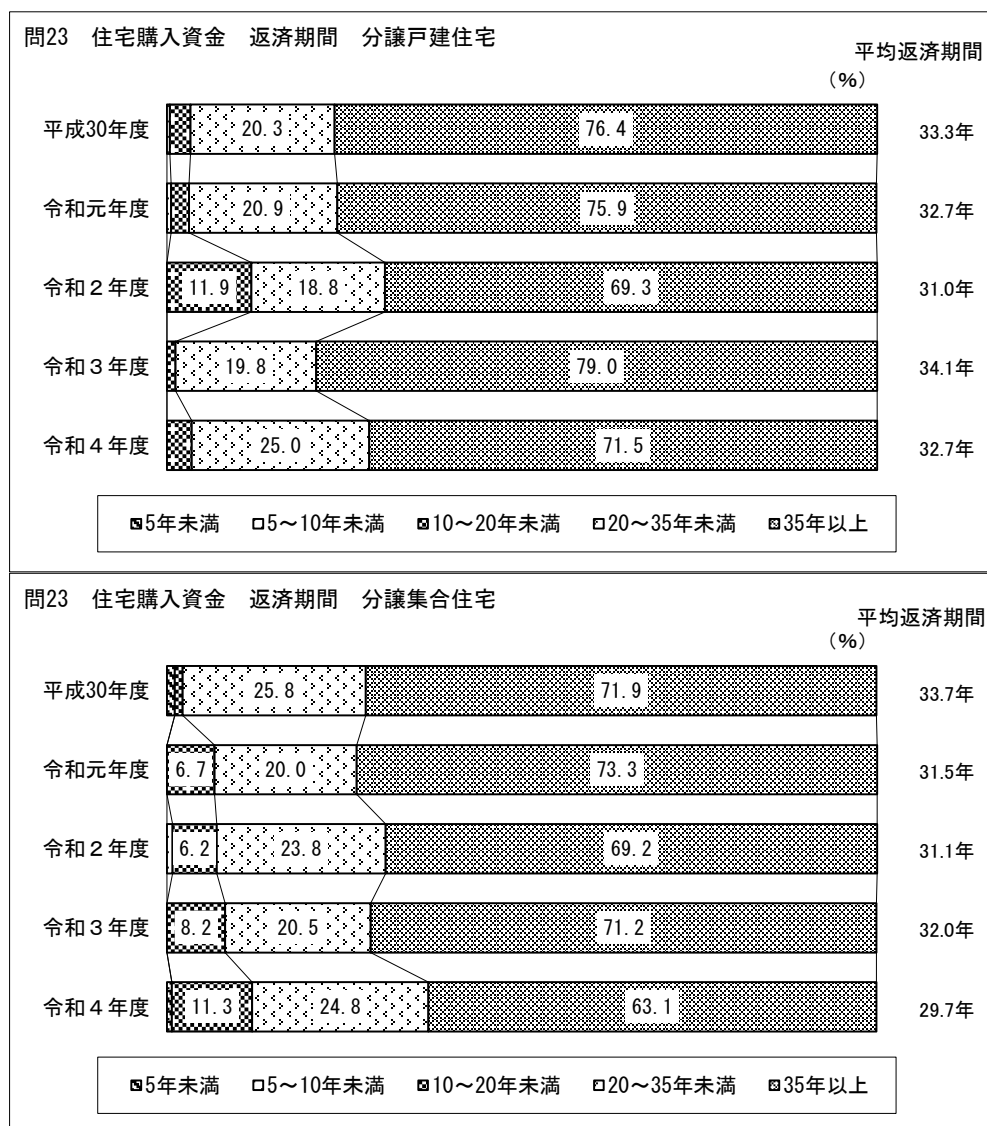 問23　住宅購入資金　返済期間　分譲戸建住宅
平均返済期間
（%）
平成30年度 20.3 76.4 33.3年
令和元年度 20.9 75.9 32.7年
令和２年度 11.9 18.8 69.3 31.0年
令和３年度 19.8 79.0 34.1年
令和４年度 25.0 71.5 32.7年
5年未満 5～10年未満 10～20年未満 20～35年未満 35年以上
問23　住宅購入資金　返済期間　分譲集合住宅
平均返済期間
（%）
平成30年度 25.8 71.9 33.7年
令和元年度 6.7 20.0 73.3 31.5年
令和２年度 6.2 23.8 69.2 31.1年
令和３年度 8.2 20.5 71.2 32.0年
令和４年度 11.3 24.8 63.1 29.7年
5年未満 5～10年未満 10～20年未満 20～35年未満 35年以上